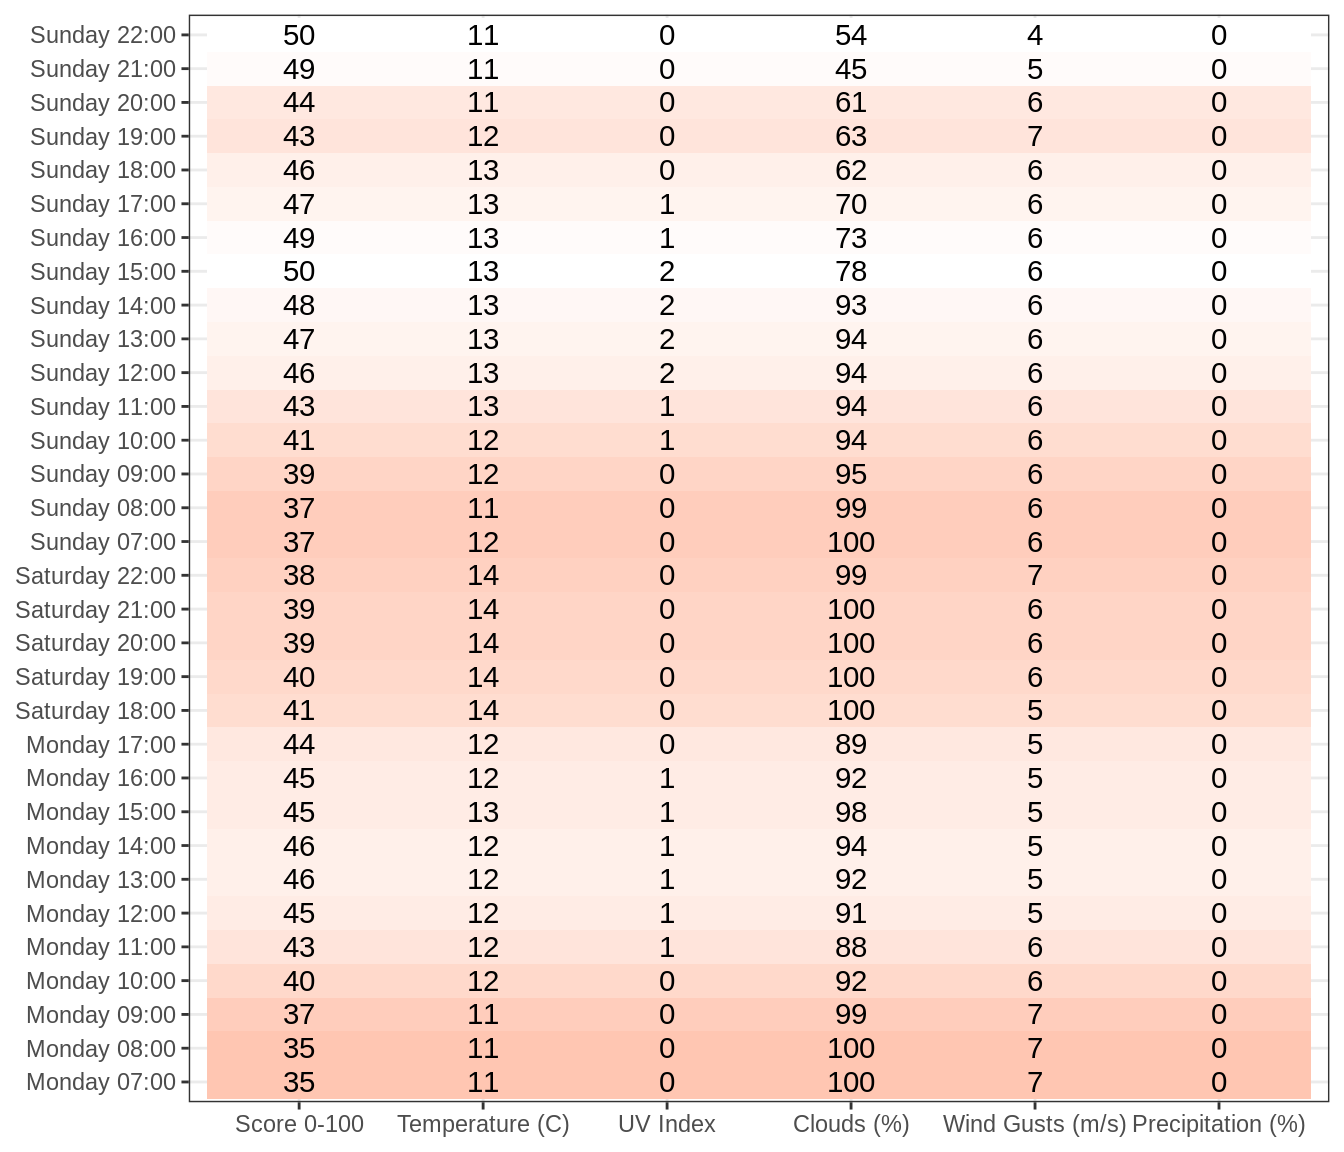 Sunday 22:00 50 11 0 54 4 0
Sunday 21:00 49 11 0 45 5 0
Sunday 20:00 44 11 0 61 6 0
Sunday 19:00 43 12 0 63 7 0
Sunday 18:00 46 13 0 62 6 0
Sunday 17:00 47 13 1 70 6 0
Sunday 16:00 49 13 1 73 6 0
Sunday 15:00 50 13 2 78 6 0
Sunday 14:00 48 13 2 93 6 0
Sunday 13:00 47 13 2 94 6 0
Sunday 12:00 46 13 2 94 6 0
Sunday 11:00 43 13 1 94 6 0
Sunday 10:00 41 12 1 94 6 0
Sunday 09:00 39 12 0 95 6 0
Sunday 08:00 37 11 0 99 6 0
Sunday 07:00 37 12 0 100 6 0
Saturday 22:00 38 14 0 99 7 0
Saturday 21:00 39 14 0 100 6 0
Saturday 20:00 39 14 0 100 6 0
Saturday 19:00 40 14 0 100 6 0
Saturday 18:00 41 14 0 100 5 0
Monday 17:00 44 12 0 89 5 0
Monday 16:00 45 12 1 92 5 0
Monday 15:00 45 13 1 98 5 0
Monday 14:00 46 12 1 94 5 0
Monday 13:00 46 12 1 92 5 0
Monday 12:00 45 12 1 91 5 0
Monday 11:00 43 12 1 88 6 0
Monday 10:00 40 12 0 92 6 0
Monday 09:00 37 11 0 99 7 0
Monday 08:00 35 11 0 100 7 0
Monday 07:00 35 11 0 100 7 0
Score 0-100 Temperature (C) UV Index Clouds (%) Wind Gusts (m/s) Precipitation (%)